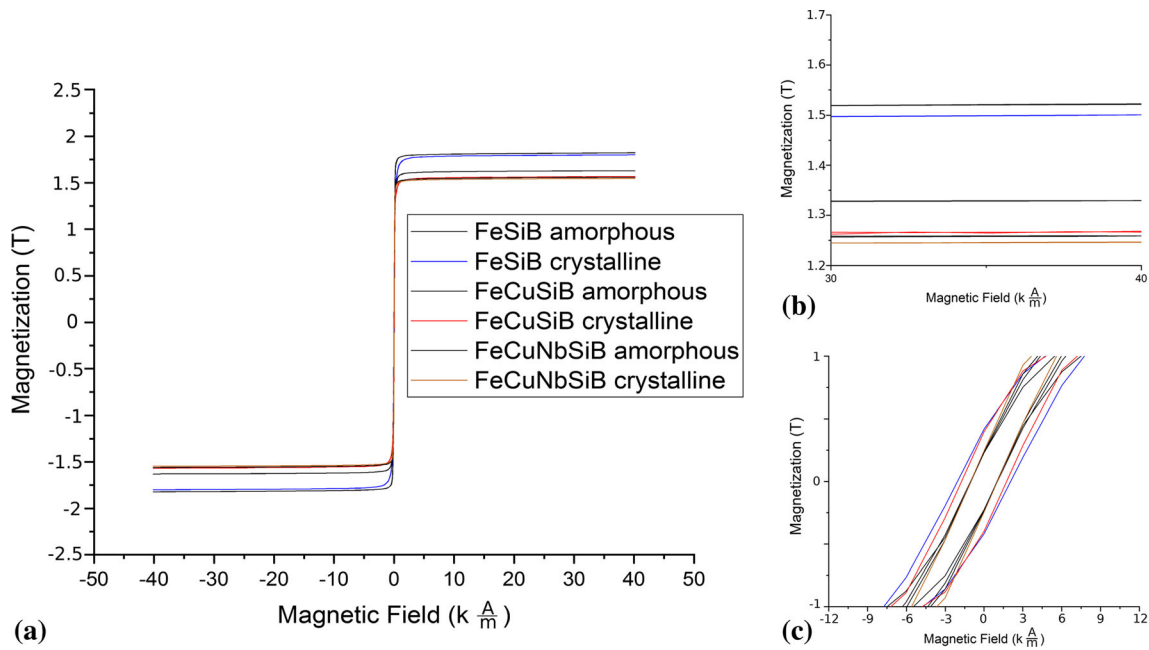 2.5
2
1.5
1
0.5
0
-0.5
-1
-1.5
-2
-2.5
Magnetization (T)
-50 -40 -30 -20 -10 0 10 20 30 40 50
Magnetic Field (k A/m)
FeSiB amorphous
FeSiB crystalline
FeCuSiB amorphous
FeCuSiB crystalline
FeCuNbSiB amorphous
FeCuNbSiB crystalline
(a)
1.7
1.6
1.5
1.4
1.3
1.2
Magnetization (T)
30 40
Magnetic Field (k A/m)
(b)
1
0
-1
Magnetization (T)
-12 -9 -6 -3 0 3 6 9 12
Magnetic Field (k A/m)
(c)